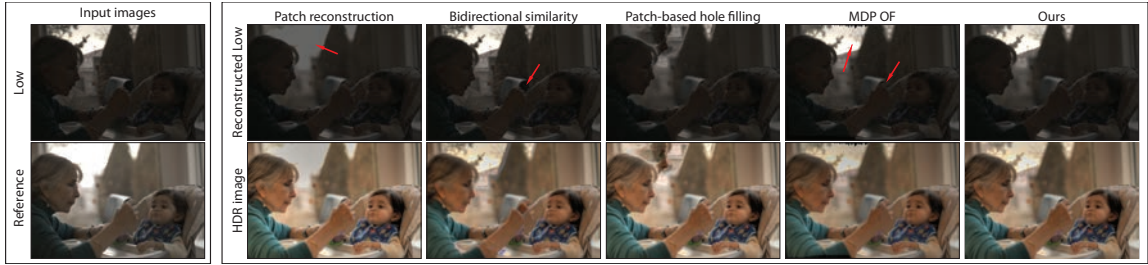 Input images
Patch reconstruction
Bidirectional similarity
Patch-based hole filling
MDP OF
Ours
Low
Reconstructed Low
Reference
HDR image